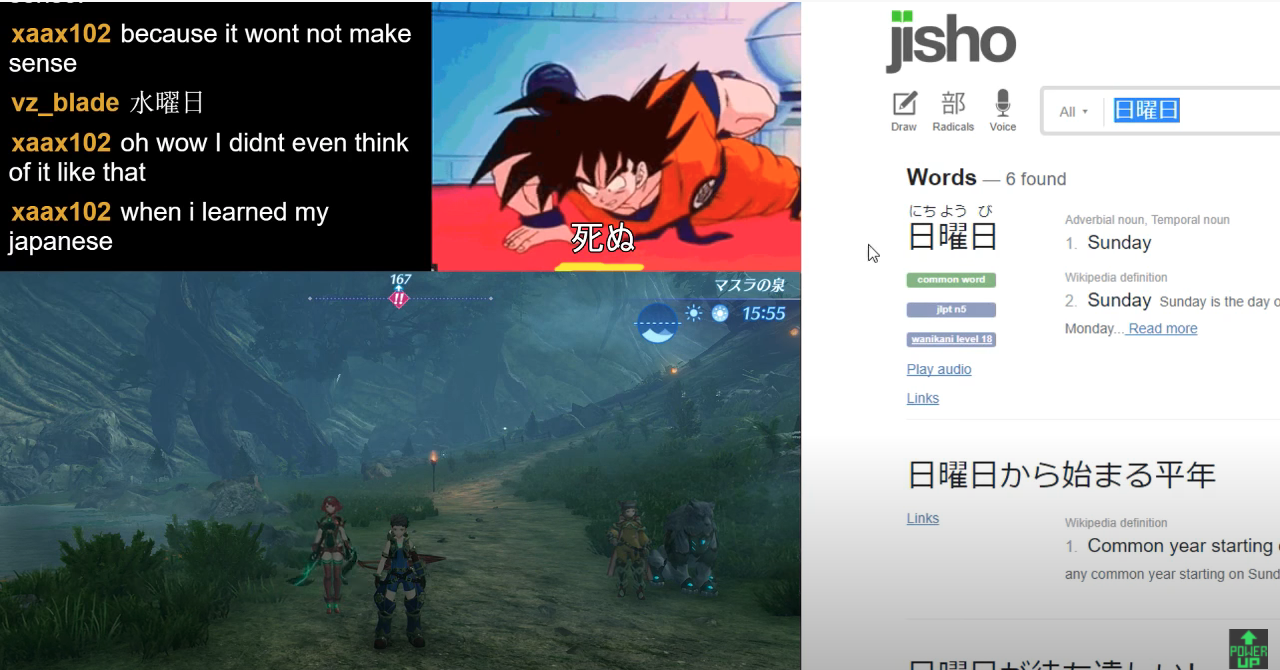 xaax102 because it wont not make
sense
vz_blade 水曜日
xaax102 oh wow I didnt even think
of it like that
xaax102 when i learned my
japanese
死ぬ
167
!!
マスラの泉
15:55
jisho
Draw
部
Radicals
Voice
All
日曜日
Words — 6 found
にち よう び
日曜日
common word
jlpt n5
wanikani level 18
Play audio
Links
Adverbial noun, Temporal noun
1. Sunday
Wikipedia definition
2. Sunday Sunday is the day o
Monday... Read more
日曜日から始まる平年
Links
Wikipedia definition
1. Common year starting
any common year starting on Sund
POWER
UP